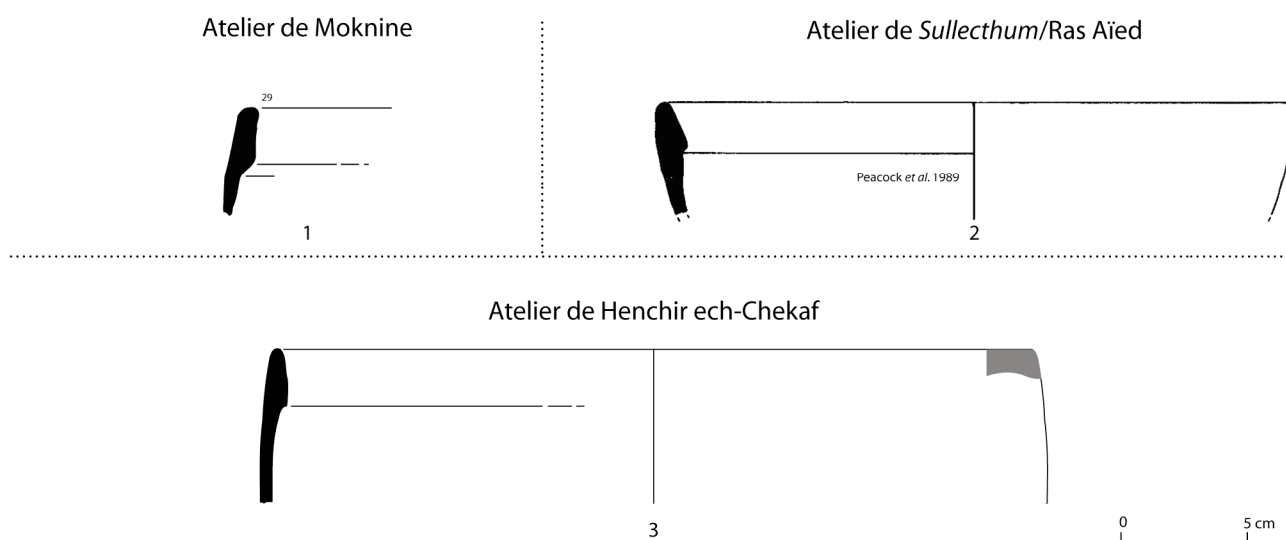 Atelier de Moknine
Atelier de Sullecthum/Ras Aïed
29
Peacock et al. 1989
1
2
Atelier de Henchir ech-Chekaf
3
0
5 cm